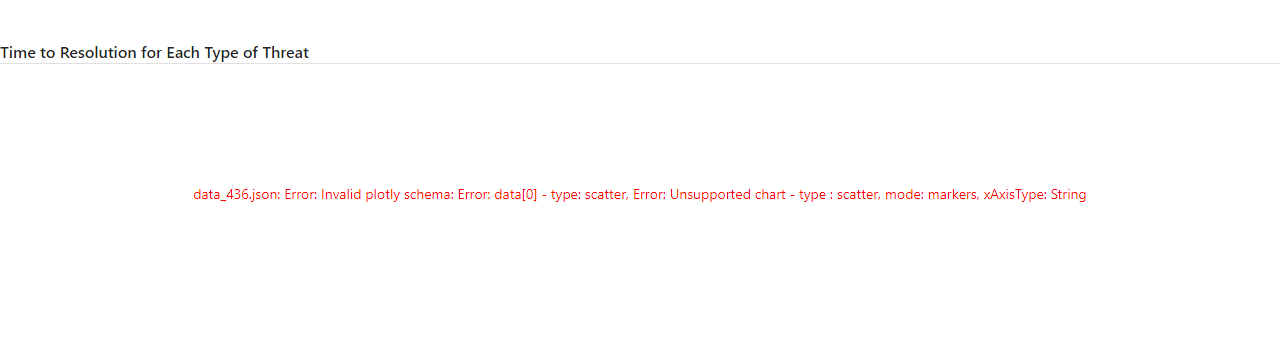 Time to Resolution for Each Type of Threat
data_436.json: Error: Invalid plotly schema: Error: data[0] - type: scatter, Error: Unsupported chart - type : scatter, mode: markers, xAxisType: String